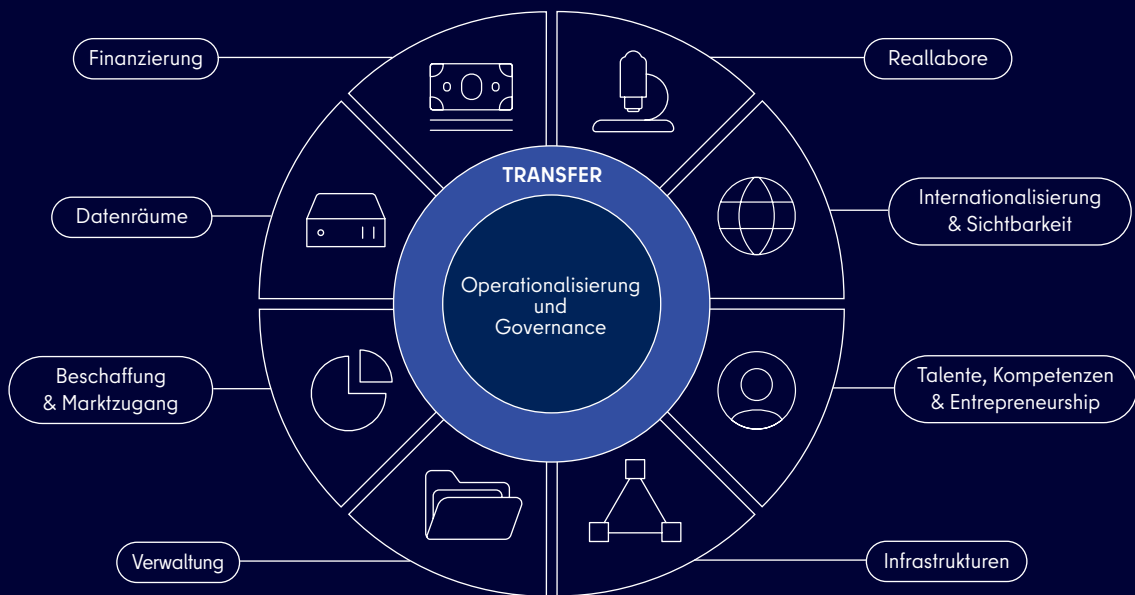 Finanzierung
Reallabore
TRANSFER
Datenräume
Internationalisierung
& Sichtbarkeit
Operationalisierung
und
Governance
Beschaffung
& Marktzugang
Talente, Kompetenzen
& Entrepreneurship
Verwaltung
Infrastrukturen